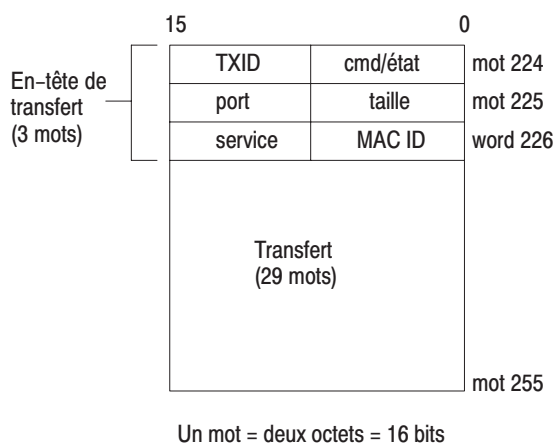 15 0
TXID cmd/état mot 224
port taille mot 225
service MAC ID word 226
En-tête de
transfert
(3 mots)
Transfert
(29 mots)
mot 255
Un mot = deux octets = 16 bits